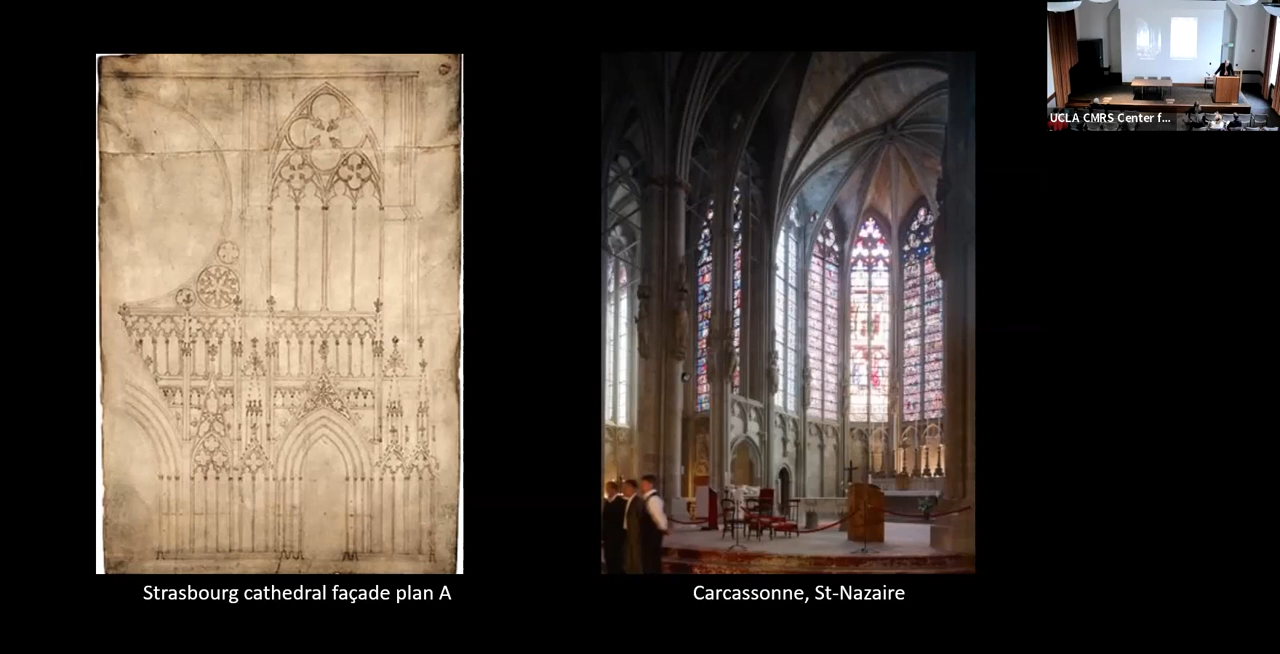 UCLA CMRS Center f...
Strasbourg cathedral façade plan A
Carcassonne, St-Nazaire